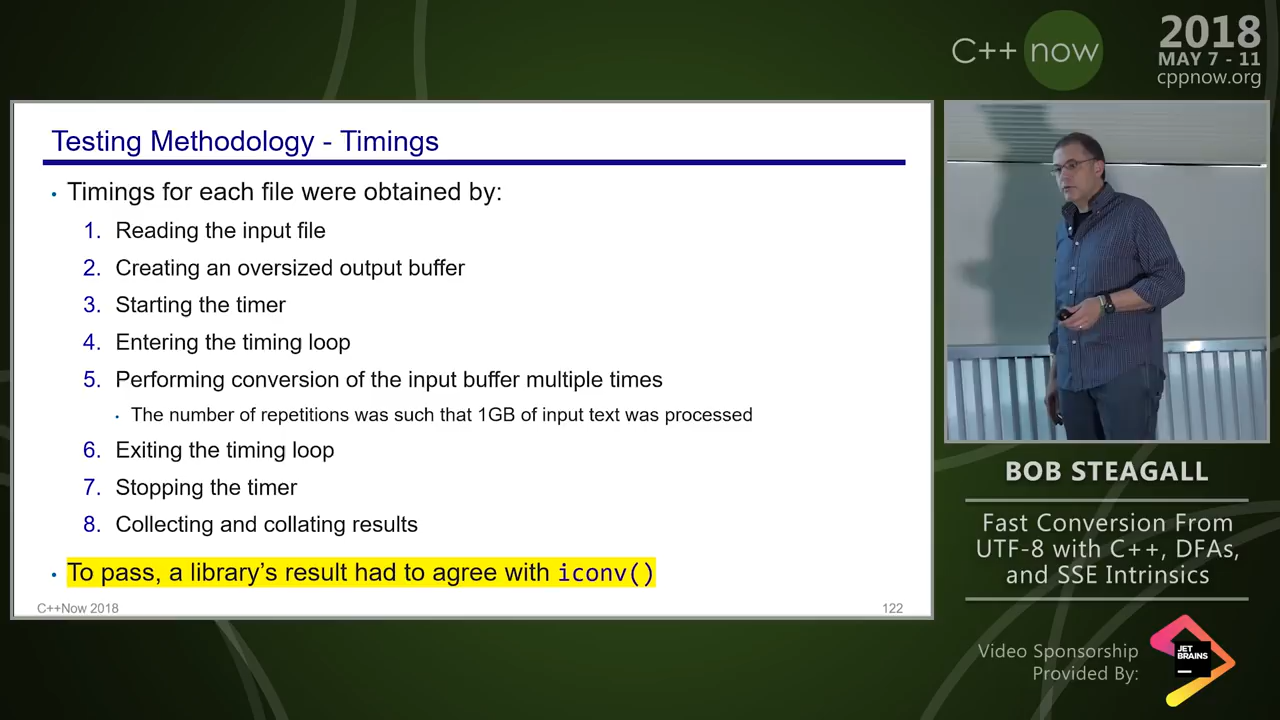 C++ now
2018
MAY 7 - 11
cppnow.org
Testing Methodology - Timings
• Timings for each file were obtained by:
1. Reading the input file
2. Creating an oversized output buffer
3. Starting the timer
4. Entering the timing loop
5. Performing conversion of the input buffer multiple times
• The number of repetitions was such that 1GB of input text was processed
6. Exiting the timing loop
7. Stopping the timer
8. Collecting and collating results
• To pass, a library's result had to agree with iconv()
C++Now 2018
122
BOB STEAGALL
Fast Conversion From
UTF-8 with C++, DFAs,
and SSE Intrinsics
Video Sponsorship
Provided By:
JET
BRAINS